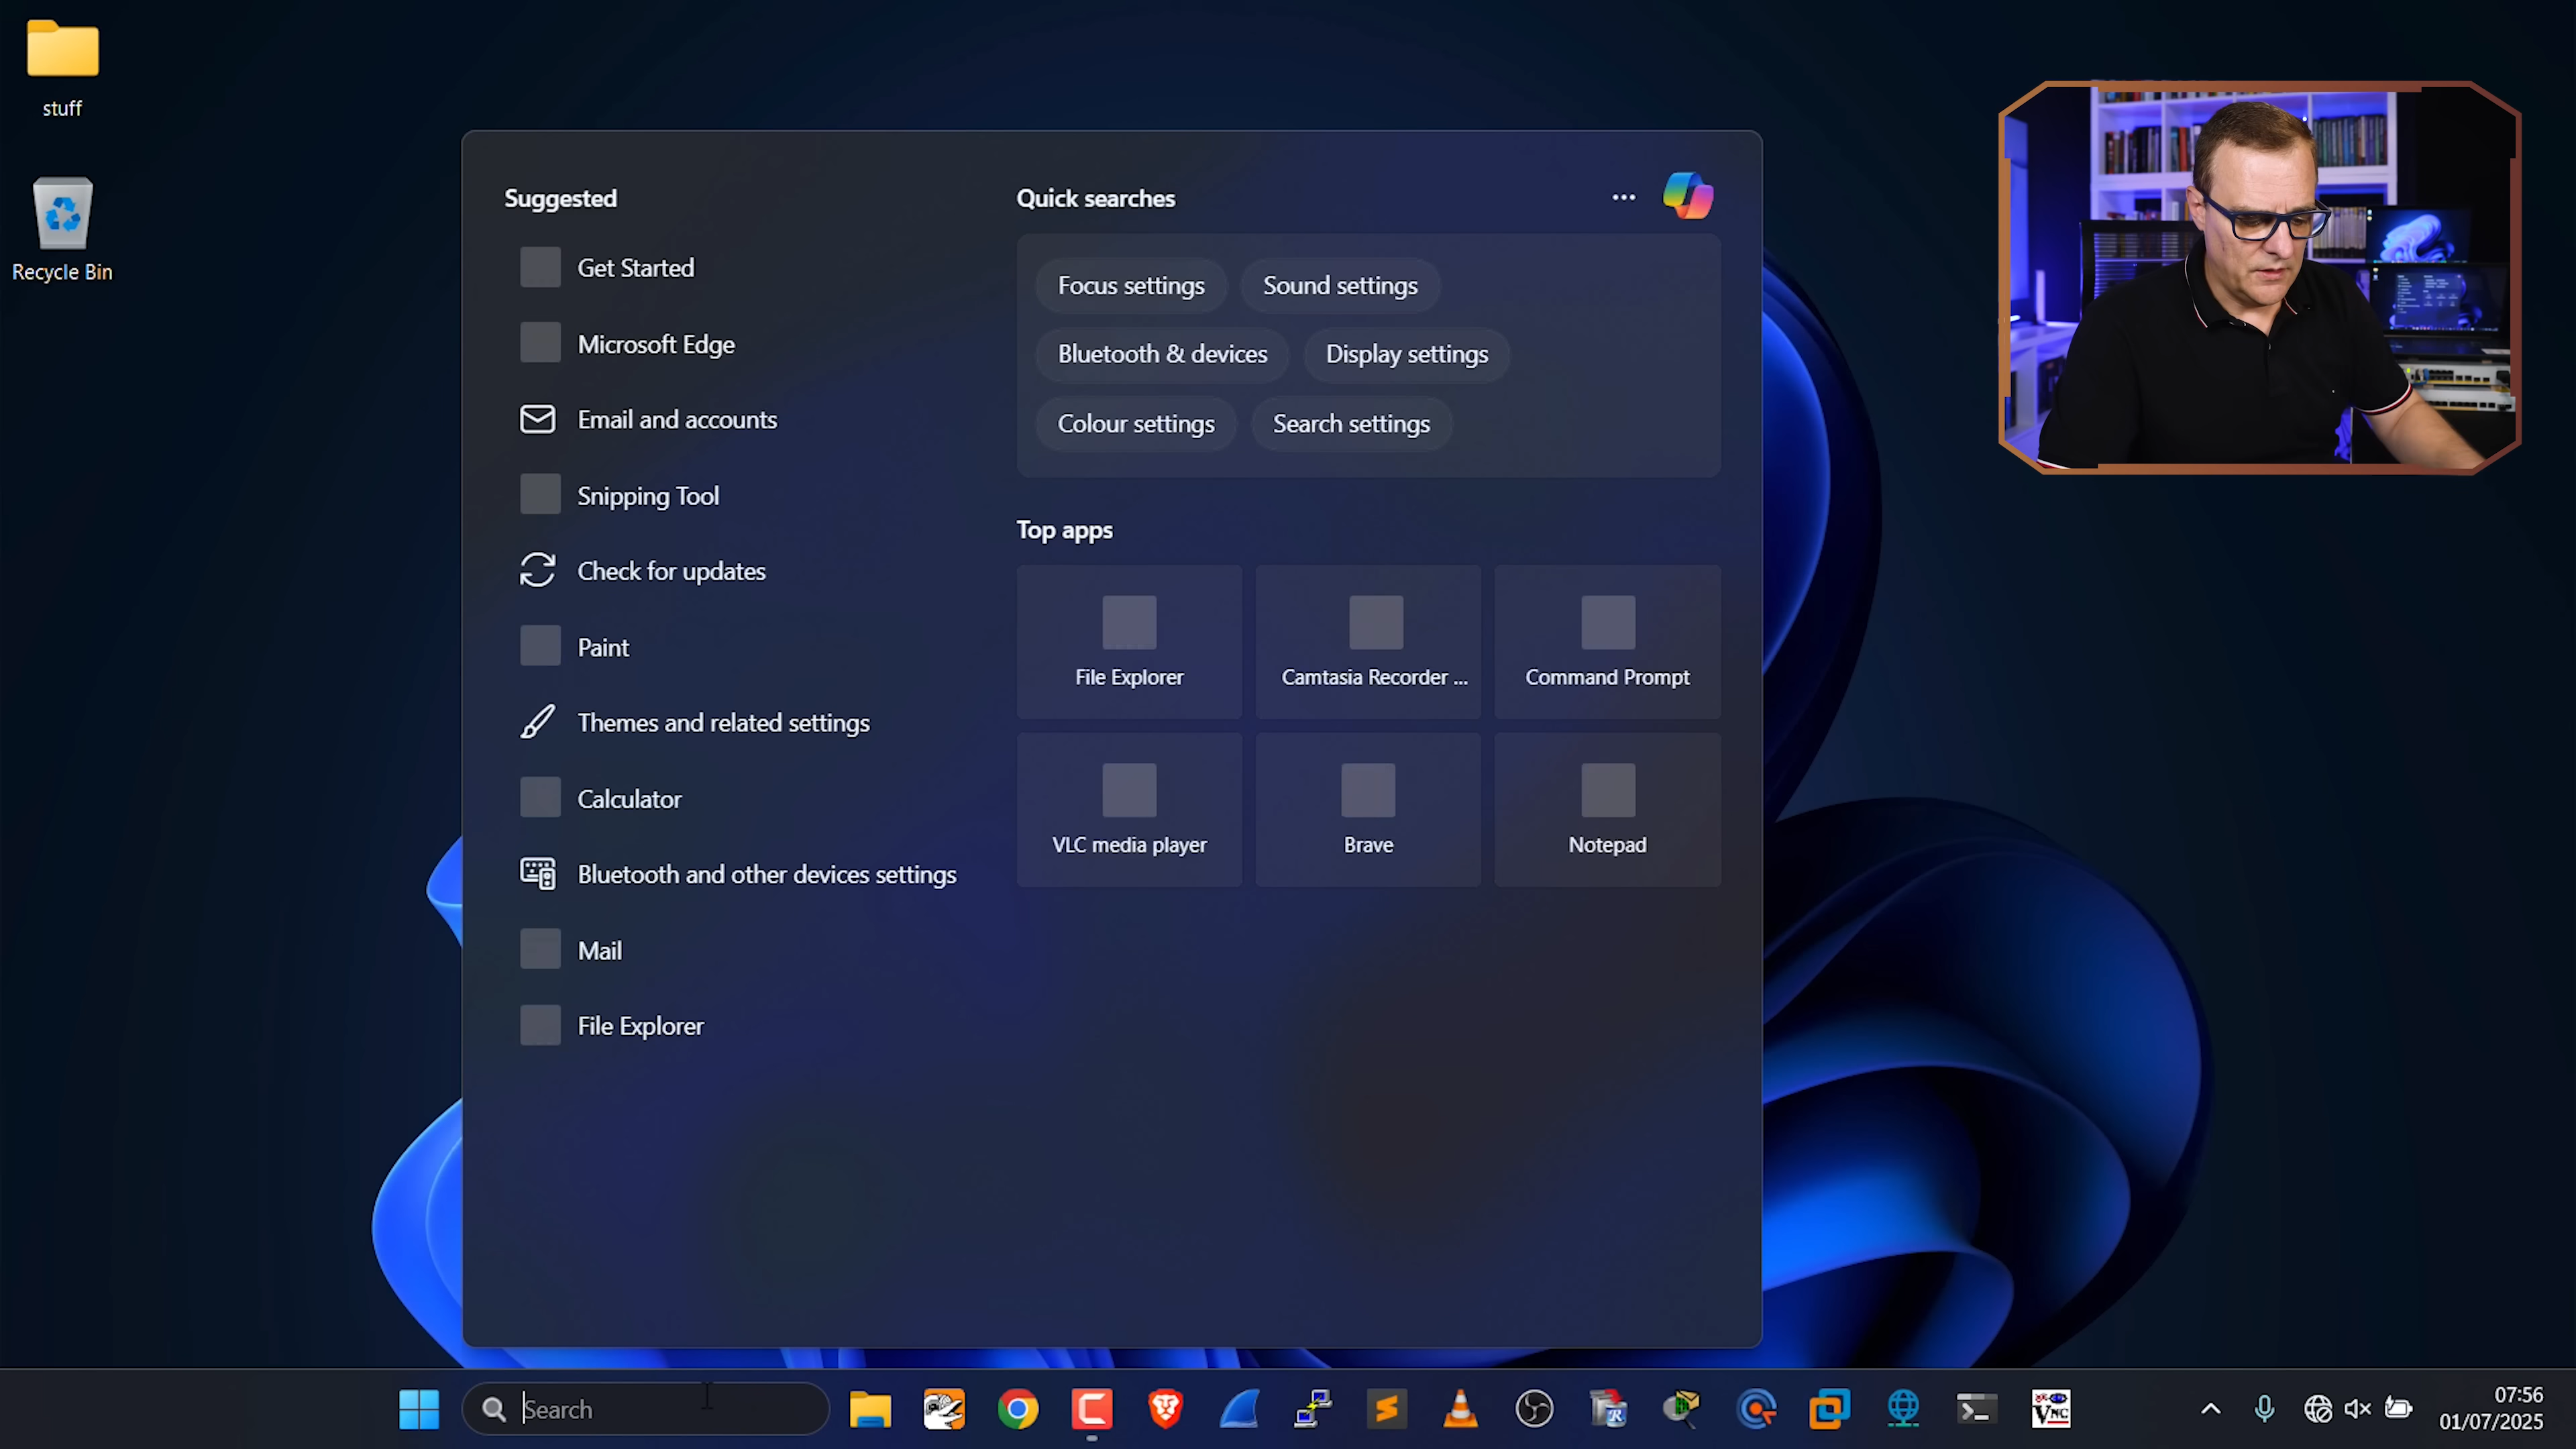 stuff
Recycle Bin
Suggested
Get Started
Microsoft Edge
Email and accounts
Snipping Tool
Check for updates
Paint
Themes and related settings
Calculator
Bluetooth and other devices settings
Mail
File Explorer
Quick searches
Focus settings
Sound settings
Bluetooth & devices
Display settings
Colour settings
Search settings
Top apps
File Explorer
Camtasia Recorder ...
Command Prompt
VLC media player
Brave
Notepad
Search
VNC
07:56
01/07/2025